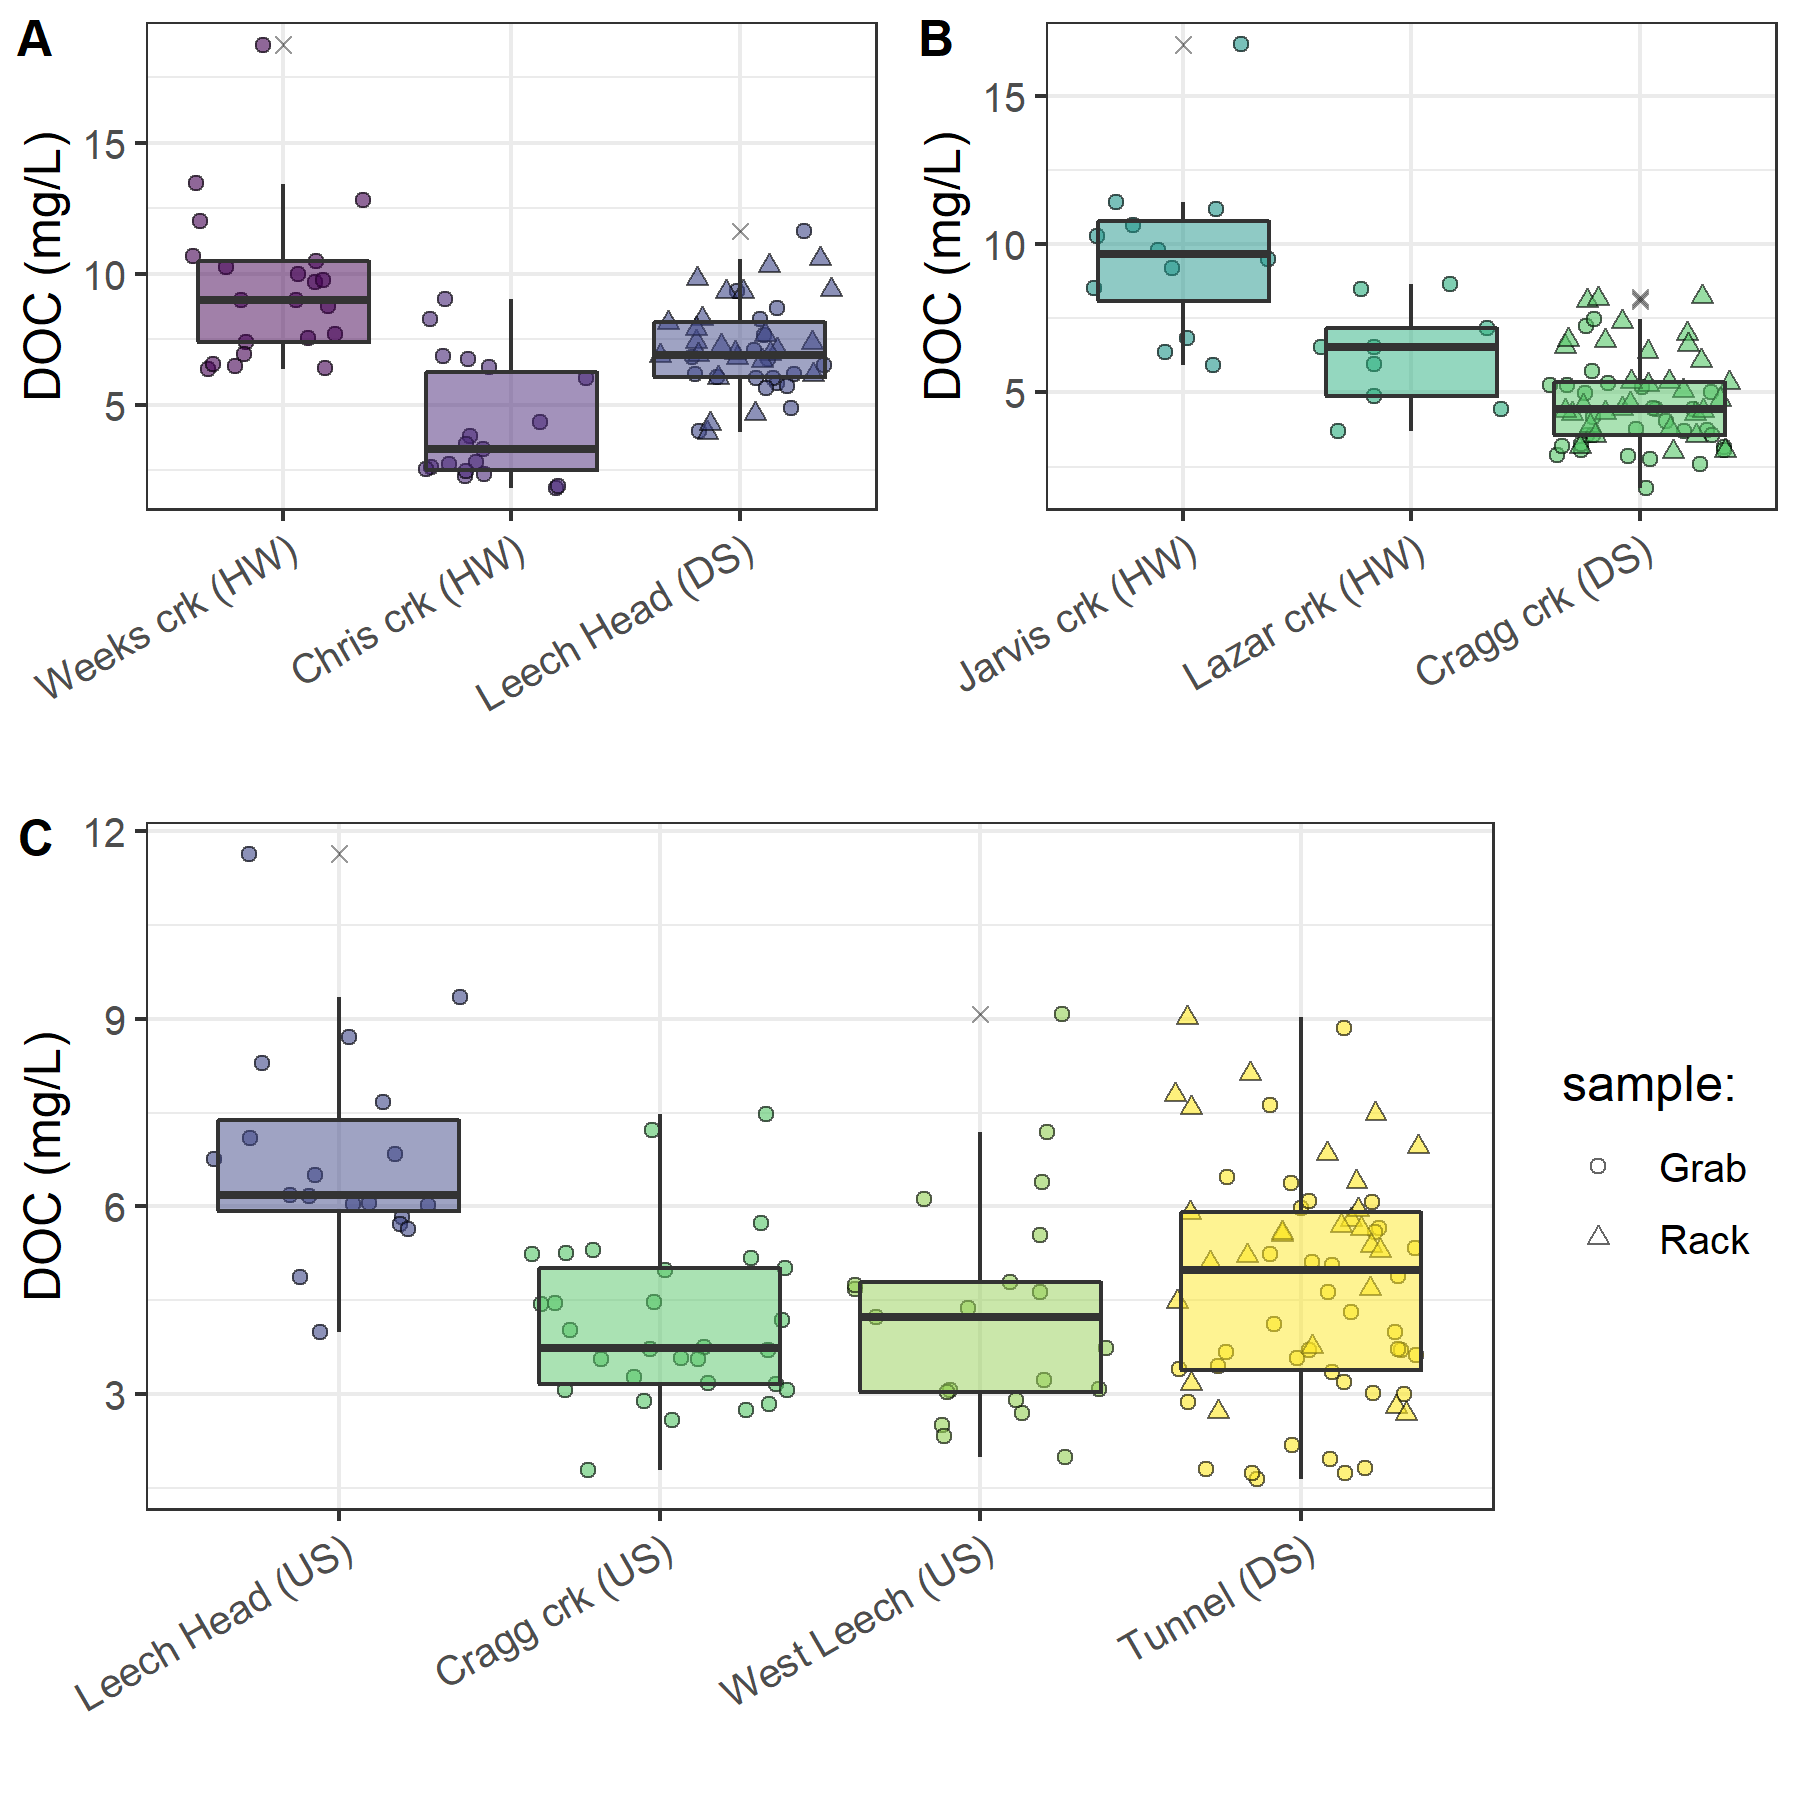 A
DOC (mg/L)
15
10
5
Weeks crk (HW)
Chris crk (HW)
Leech Head (DS)
B
DOC (mg/L)
15
10
5
Jarvis crk (HW)
Lazar crk (HW)
Cragg crk (DS)
C
DOC (mg/L)
12
9
6
3
Leech Head (US)
Cragg crk (US)
West Leech (US)
Tunnel (DS)
sample:
Grab
Rack